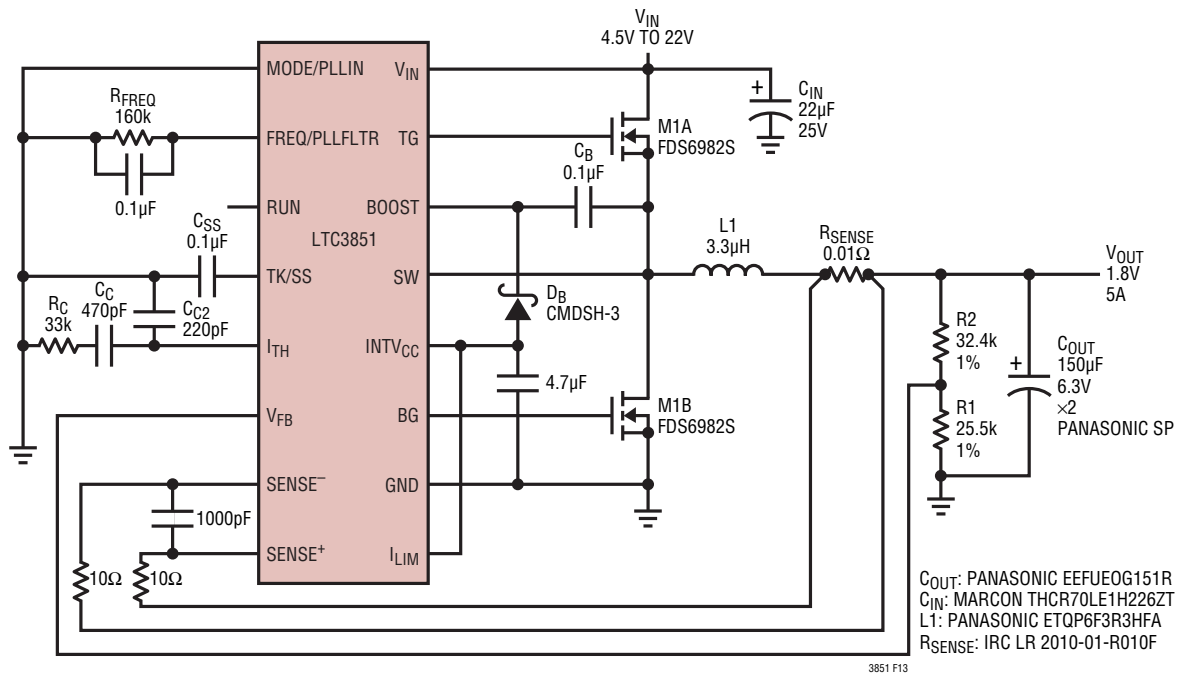 V_IN
4.5V TO 22V
MODE/PLLIN
V_IN
C_IN
22µF
25V
R_FREQ
160k
FREQ/PLLFLTR
TG
M1A
FDS6982S
0.1µF
C_B
0.1µF
RUN
BOOST
LTC3851
C_SS
0.1µF
TK/SS
SW
L1
3.3µH
R_SENSE
0.01Ω
V_OUT
1.8V
5A
R_C
33k
C_C
470pF
C_C2
220pF
D_B
CMDSH-3
I_TH
INTV_CC
4.7µF
R2
32.4k
1%
C_OUT
150µF
6.3V
×2
PANASONIC SP
V_FB
BG
M1B
FDS6982S
R1
25.5k
1%
SENSE⁻
GND
1000pF
SENSE⁺
I_LIM
10Ω
10Ω
C_OUT: PANASONIC EEFUEOG151R
C_IN: MARCON THCR70LE1H226ZT
L1: PANASONIC ETQP6F3R3HFA
R_SENSE: IRC LR 2010-01-R010F
3851 F13
+
+